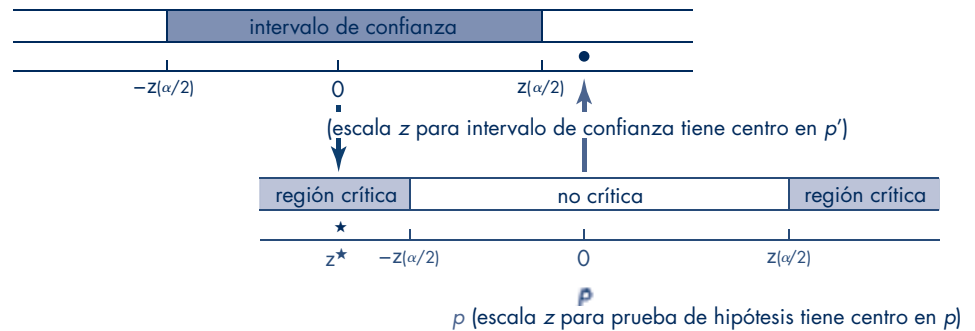 intervalo de confianza
−z(α/2) 0 z(α/2)
(escala z para intervalo de confianza tiene centro en p')
región crítica no crítica región crítica
z★ −z(α/2) 0 z(α/2)
p
p (escala z para prueba de hipótesis tiene centro en p)